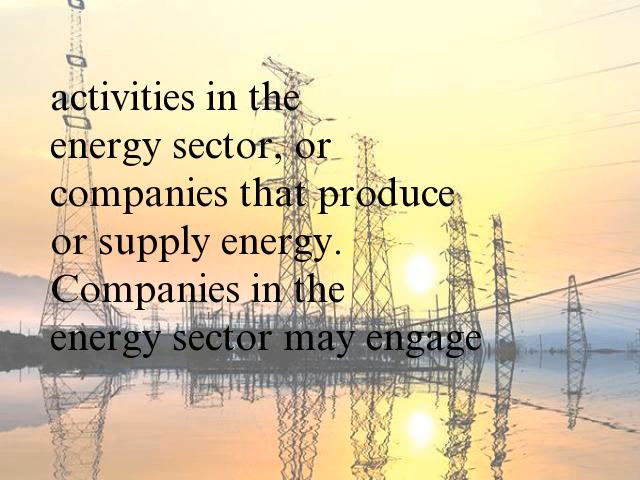 activities in the
energy sector, or
companies that produce
or supply energy.
Companies in the
energy sector may engage